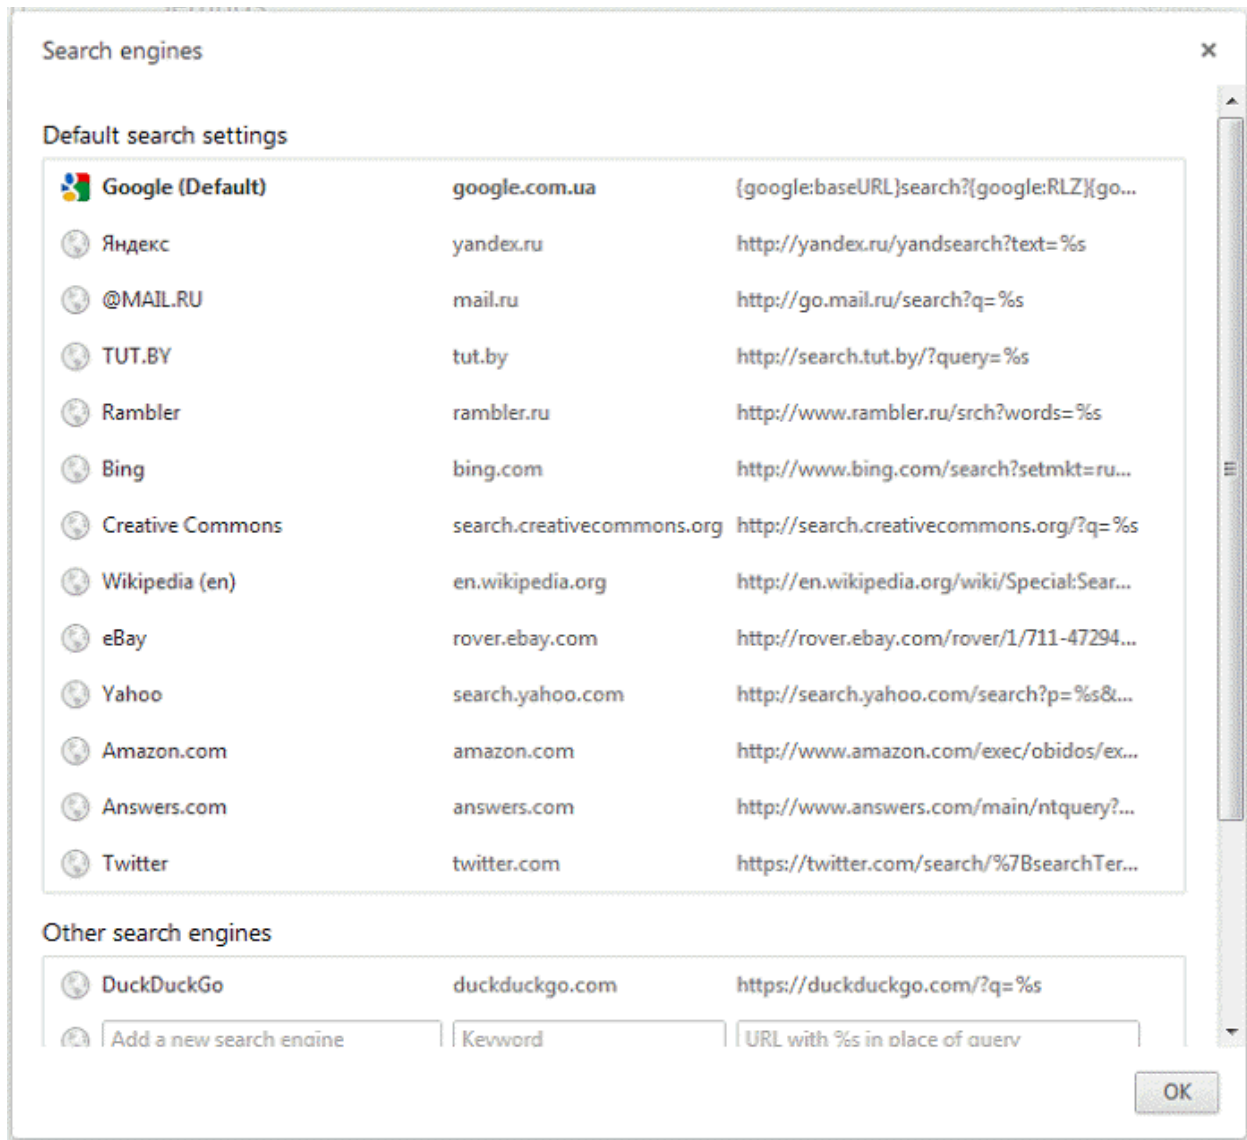 Search engines
Default search settings
Google (Default) google.com.ua {google:baseURL}search?{google:RLZ}{go...
Яндекс yandex.ru http://yandex.ru/yandsearch?text=%s
@MAIL.RU mail.ru http://go.mail.ru/search?q=%s
TUT.BY tut.by http://search.tut.by/?query=%s
Rambler rambler.ru http://www.rambler.ru/srch?words=%s
Bing bing.com http://www.bing.com/search?setmkt=ru...
Creative Commons search.creativecommons.org http://search.creativecommons.org/?q=%s
Wikipedia (en) en.wikipedia.org http://en.wikipedia.org/wiki/Special:Sear...
eBay rover.ebay.com http://rover.ebay.com/rover/1/711-47294...
Yahoo search.yahoo.com http://search.yahoo.com/search?p=%s&...
Amazon.com amazon.com http://www.amazon.com/exec/obidos/ex...
Answers.com answers.com http://www.answers.com/main/ntquery?...
Twitter twitter.com https://twitter.com/search/%7BsearchTer...
Other search engines
DuckDuckGo duckduckgo.com https://duckduckgo.com/?q=%s
Add a new search engine Keyword URL with %s in place of query
OK